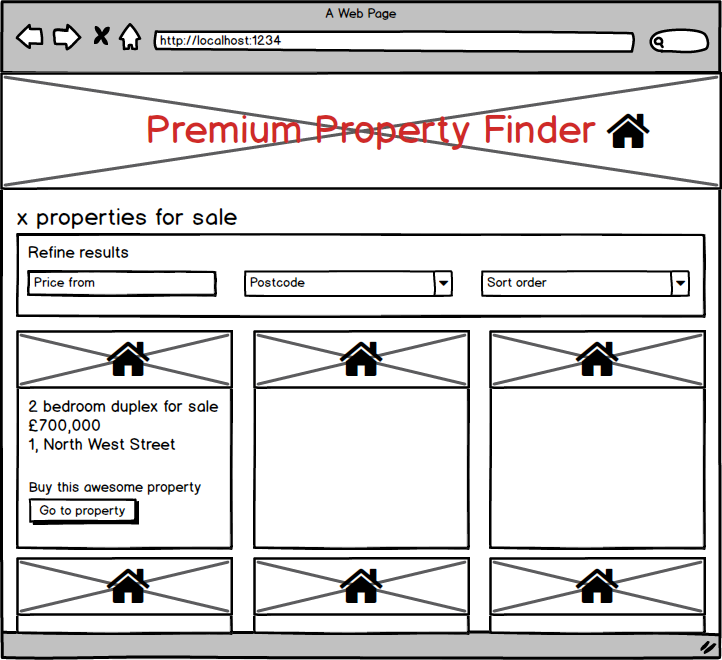 A Web Page
http://localhost:1234
Premium Property Finder
x properties for sale
Refine results
Price from
Postcode
Sort order
2 bedroom duplex for sale
£700,000
1, North West Street
Buy this awesome property
Go to property